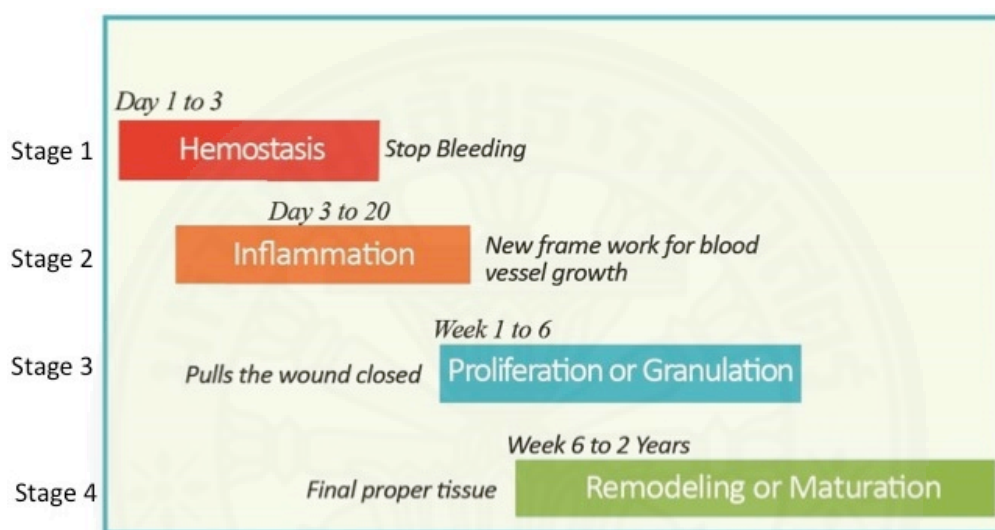 Day 1 to 3
Stage 1
Hemostasis
Stop Bleeding
Day 3 to 20
Stage 2
Inflammation
New frame work for blood
vessel growth
Week 1 to 6
Stage 3
Pulls the wound closed
Proliferation or Granulation
Week 6 to 2 Years
Stage 4
Final proper tissue
Remodeling or Maturation